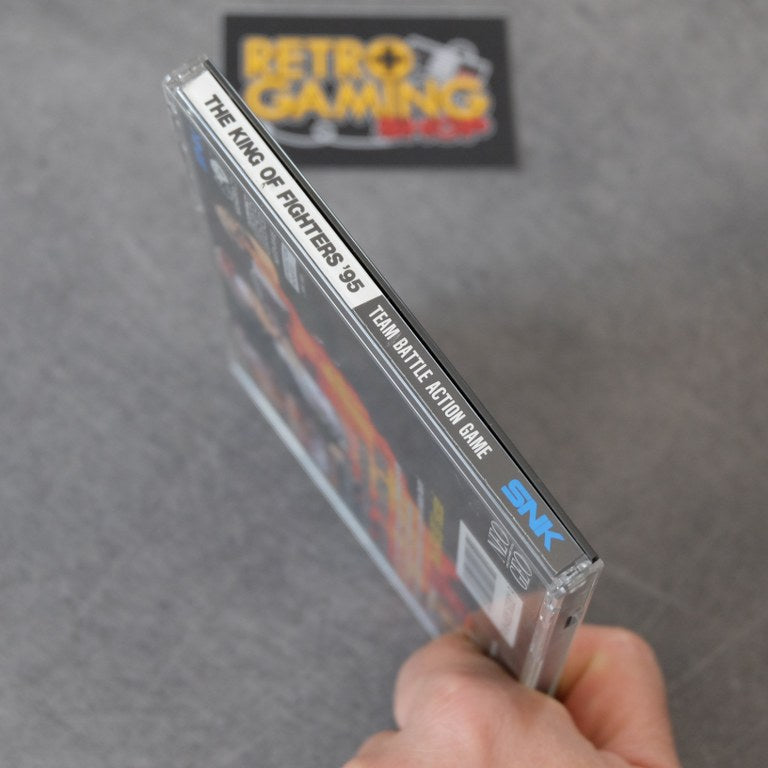 RETRO
GAMING
SHOP
THE KING OF FIGHTERS '95
TEAM BATTLE ACTION GAME
SNK